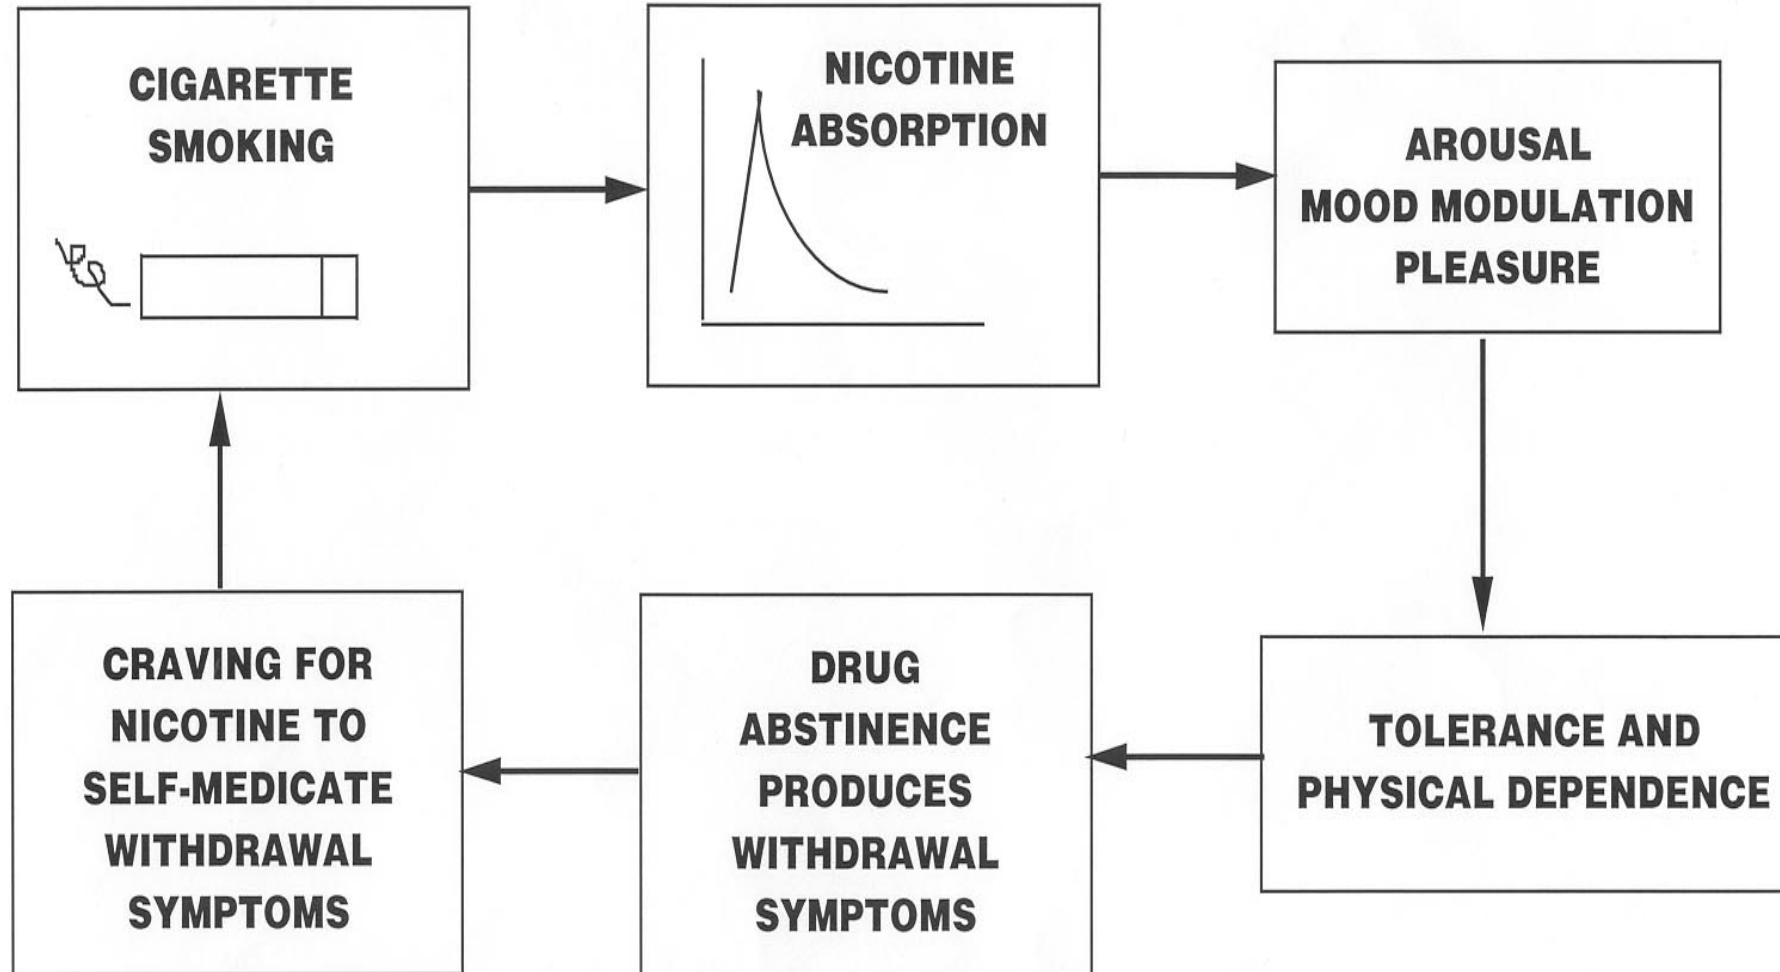 CIGARETTE
SMOKING
NICOTINE
ABSORPTION
AROUSAL
MOOD MODULATION
PLEASURE
TOLERANCE AND
PHYSICAL DEPENDENCE
DRUG
ABSTINENCE
PRODUCES
WITHDRAWAL
SYMPTOMS
CRAVING FOR
NICOTINE TO
SELF-MEDICATE
WITHDRAWAL
SYMPTOMS